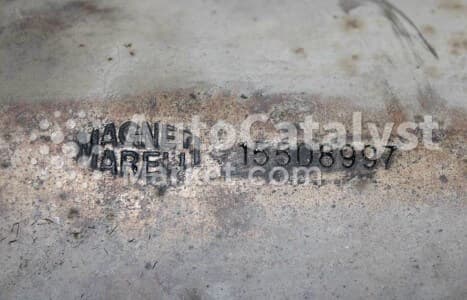 MAGNETI
MARELLI
15508997
AutoCatalyst
Market.com